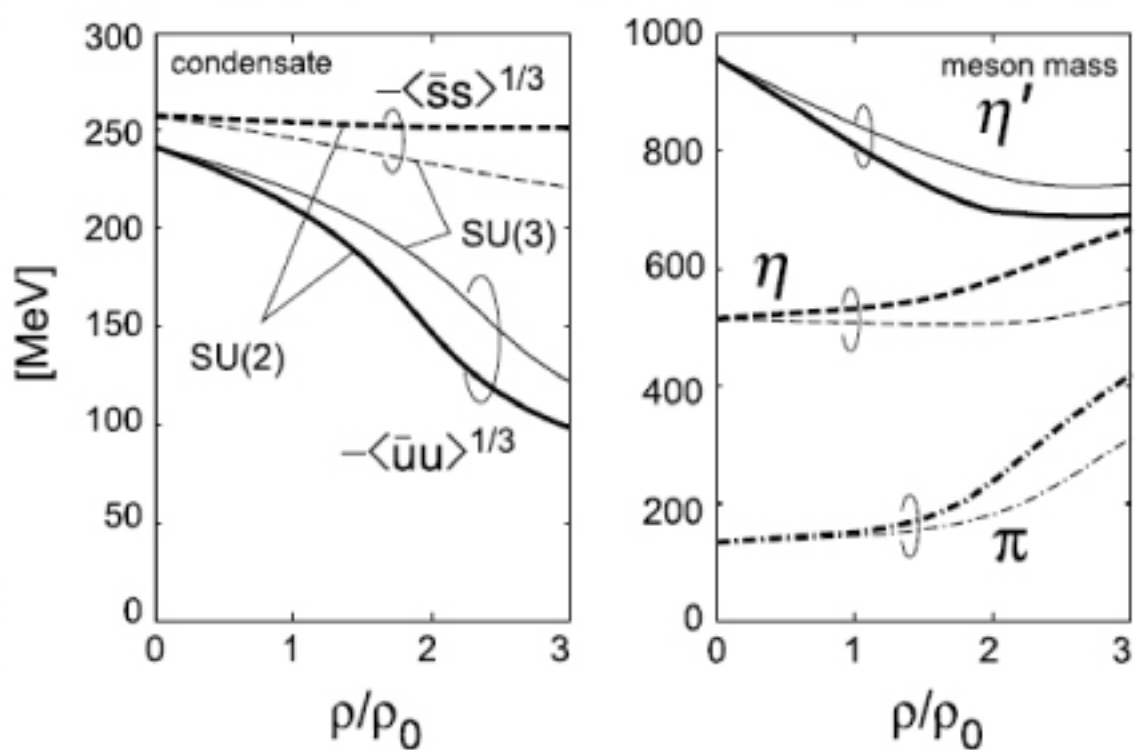 condensate
−⟨s̄s⟩^1/3
SU(3)
SU(2)
−⟨ūu⟩^1/3
[MeV]
300
250
200
150
100
50
0
0 1 2 3
ρ/ρ₀
meson mass
η′
η
π
1000
800
600
400
200
0
0 1 2 3
ρ/ρ₀